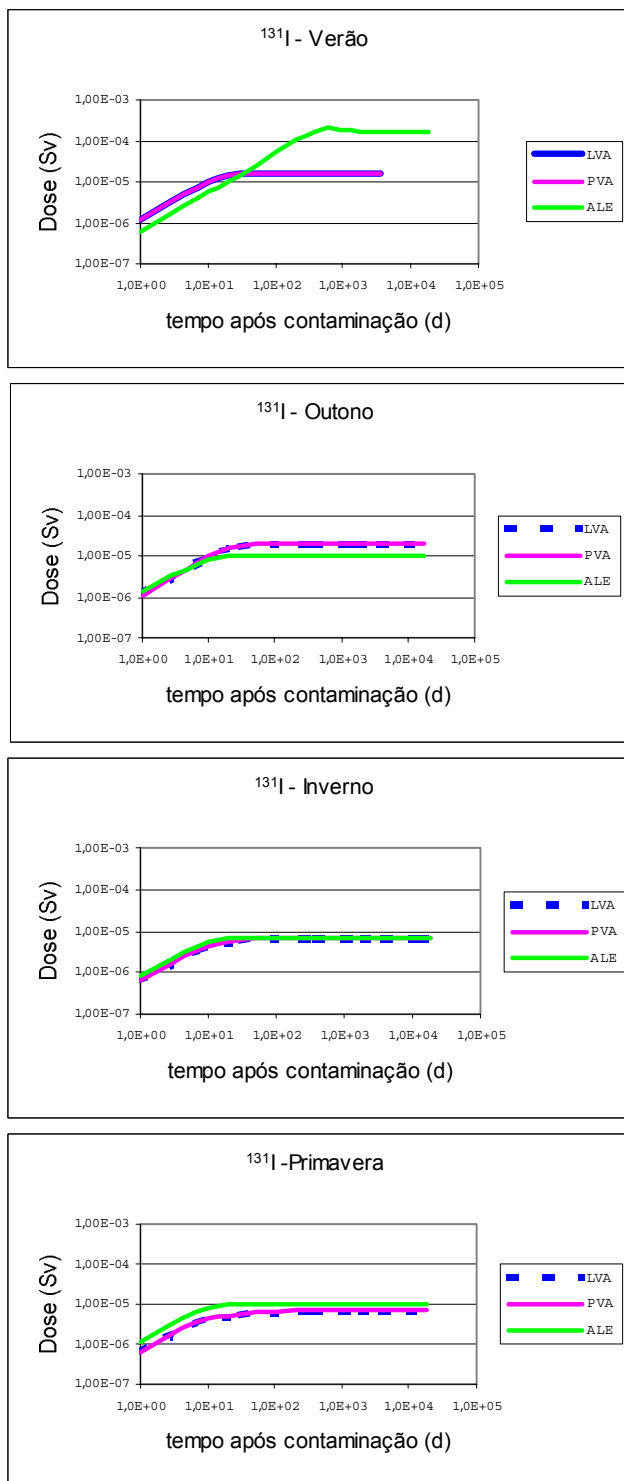 131I - Verão
Dose (Sv)
1,00E-03
1,00E-04
1,00E-05
1,00E-06
1,00E-07
1,0E+00 1,0E+01 1,0E+02 1,0E+03 1,0E+04 1,0E+05
tempo após contaminação (d)
LVA
PVA
ALE
131I - Outono
Dose (Sv)
1,00E-03
1,00E-04
1,00E-05
1,00E-06
1,00E-07
1,0E+00 1,0E+01 1,0E+02 1,0E+03 1,0E+04 1,0E+05
tempo após contaminação (d)
LVA
PVA
ALE
131I - Inverno
Dose (Sv)
1,00E-03
1,00E-04
1,00E-05
1,00E-06
1,00E-07
1,0E+00 1,0E+01 1,0E+02 1,0E+03 1,0E+04 1,0E+05
tempo após contaminação (d)
LVA
PVA
ALE
131I -Primavera
Dose (Sv)
1,00E-03
1,00E-04
1,00E-05
1,00E-06
1,00E-07
1,0E+00 1,0E+01 1,0E+02 1,0E+03 1,0E+04 1,0E+05
tempo após contaminação (d)
LVA
PVA
ALE